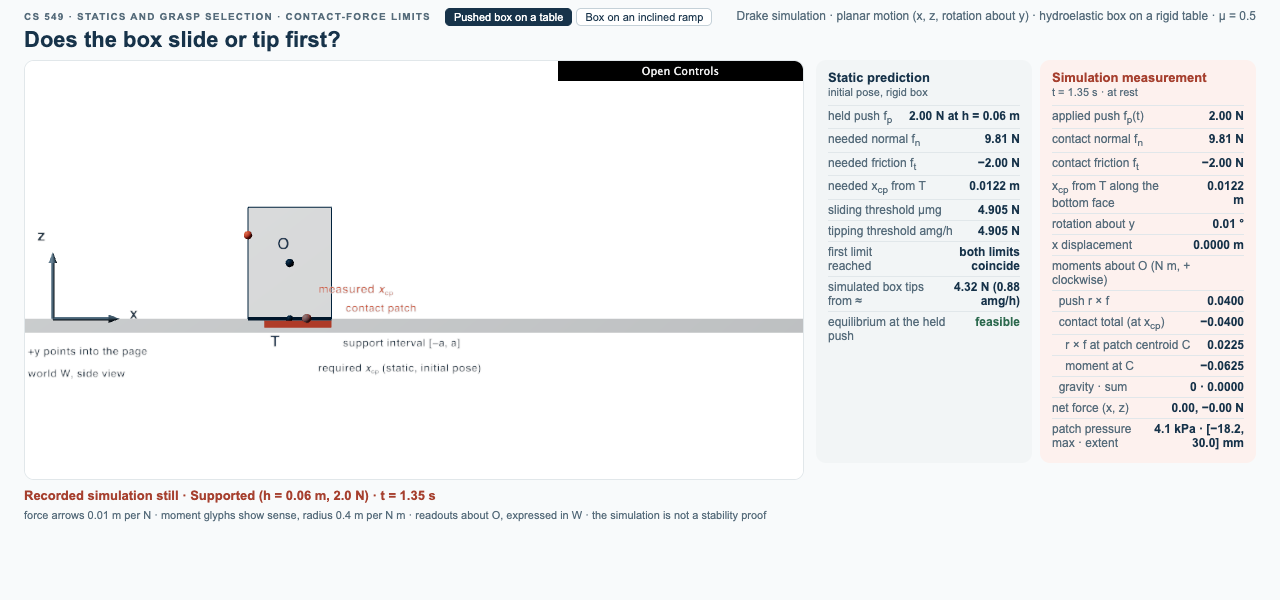 CS 549 · STATICS AND GRASP SELECTION · CONTACT-FORCE LIMITS
Pushed box on a table
Box on an inclined ramp
Drake simulation · planar motion (x, z, rotation about y) · hydroelastic box on a rigid table · μ = 0.5
Does the box slide or tip first?
Open Controls
z
x
O
measured xcp
contact patch
T
support interval [−a, a]
required xcp (static, initial pose)
+y points into the page
world W, side view
Static prediction
initial pose, rigid box
held push fp 2.00 N at h = 0.06 m
needed normal fn 9.81 N
needed friction ft −2.00 N
needed xcp from T 0.0122 m
sliding threshold μmg 4.905 N
tipping threshold amg/h 4.905 N
first limit both limits
reached coincide
simulated box tips 4.32 N (0.88
from ≈ amg/h)
equilibrium at the held feasible
push
Simulation measurement
t = 1.35 s · at rest
applied push fp(t) 2.00 N
contact normal fn 9.81 N
contact friction ft −2.00 N
xcp from T along the 0.0122
bottom face m
rotation about y 0.01 °
x displacement 0.0000 m
moments about O (N m, +
clockwise)
push r × f 0.0400
contact total (at xcp) −0.0400
r × f at patch centroid C 0.0225
moment at C −0.0625
gravity · sum 0 · 0.0000
net force (x, z) 0.00, −0.00 N
patch pressure 4.1 kPa · [−18.2,
max · extent 30.0] mm
Recorded simulation still · Supported (h = 0.06 m, 2.0 N) · t = 1.35 s
force arrows 0.01 m per N · moment glyphs show sense, radius 0.4 m per N m · readouts about O, expressed in W · the simulation is not a stability proof